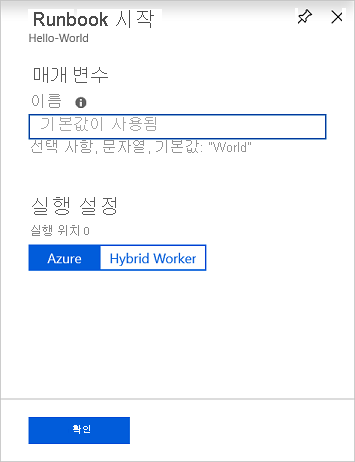 Runbook 시작
Hello-World
매개 변수
이름
기본값이 사용됨
선택 사항, 문자열, 기본값: "World"
실행 설정
실행 위치 0
Azure Hybrid Worker
확인